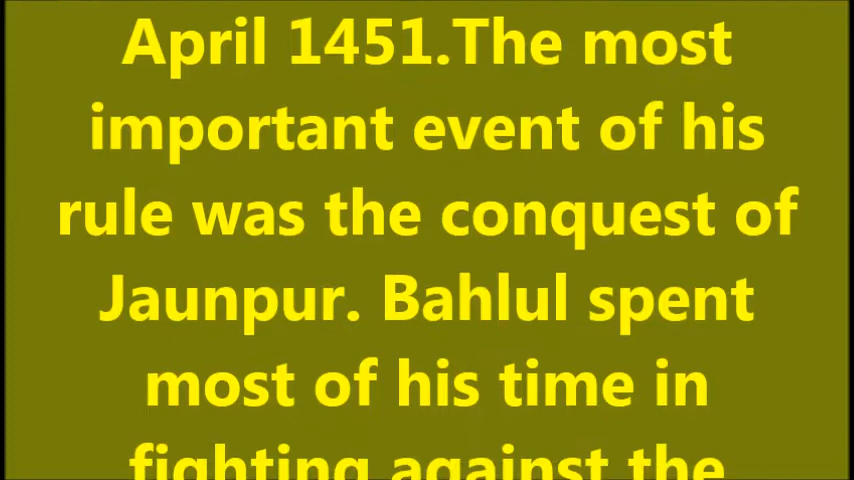 April 1451.The most
important event of his
rule was the conquest of
Jaunpur. Bahlul spent
most of his time in
fighting against the